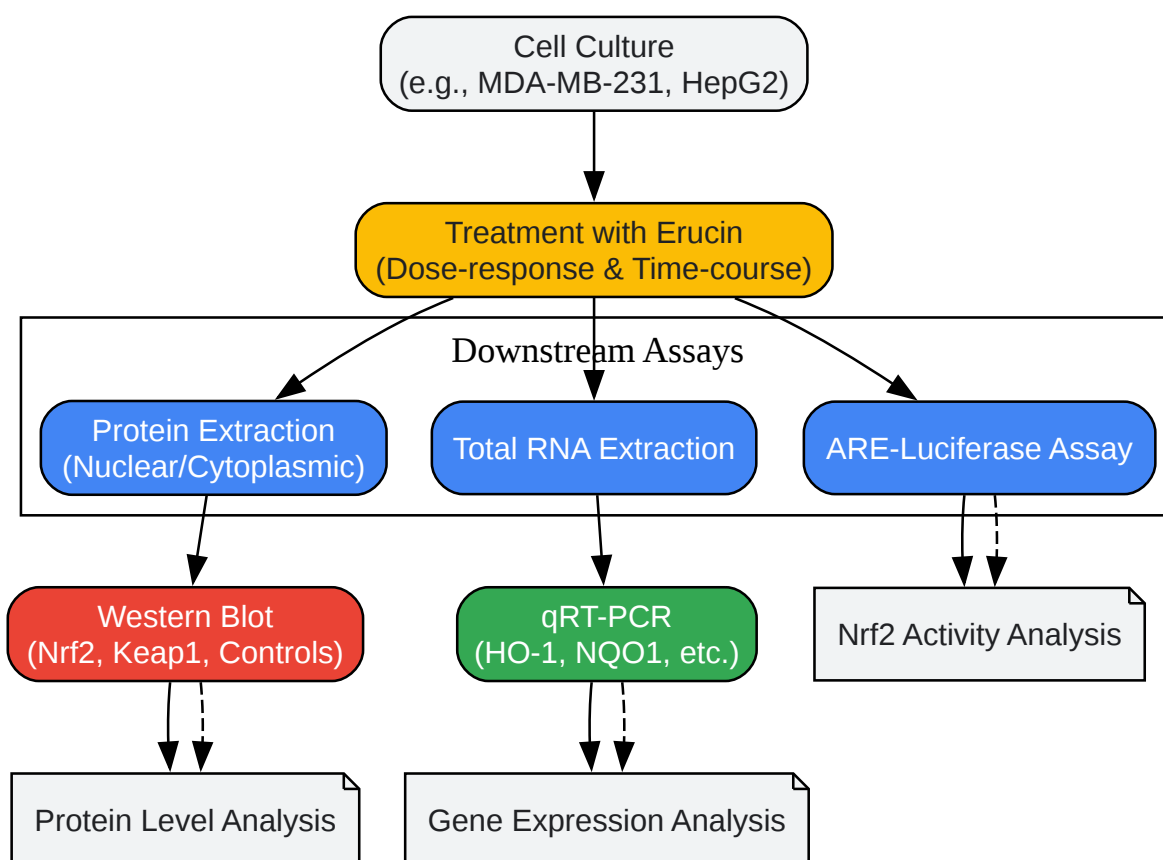 Cell Culture
(e.g., MDA-MB-231, HepG2)
Treatment with Erucin
(Dose-response & Time-course)
Downstream Assays
Protein Extraction
(Nuclear/Cytoplasmic)
Total RNA Extraction
ARE-Luciferase Assay
Western Blot
(Nrf2, Keap1, Controls)
qRT-PCR
(HO-1, NQO1, etc.)
Nrf2 Activity Analysis
Protein Level Analysis
Gene Expression Analysis